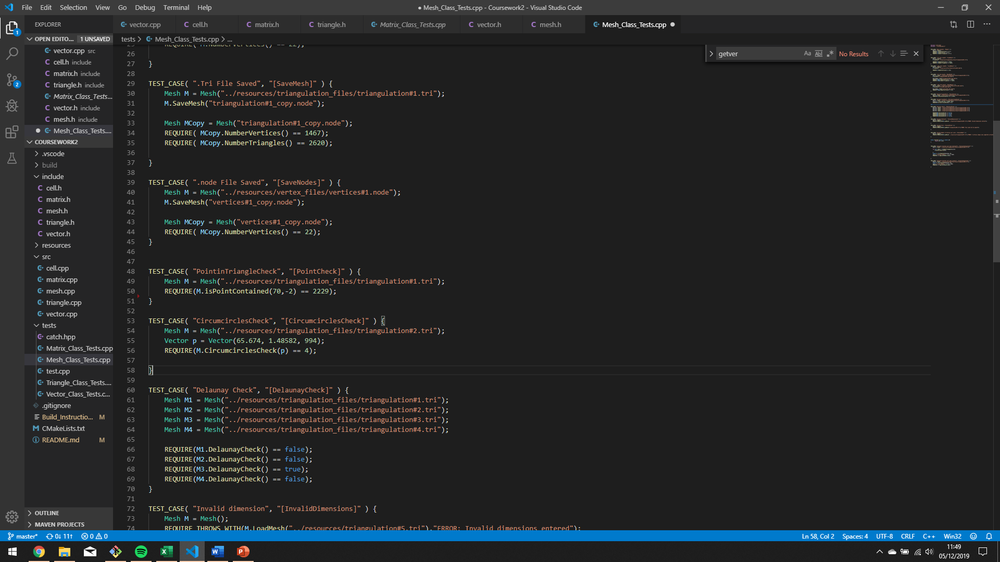 File Edit Selection View Go Debug Terminal Help
● Mesh_Class_Tests.cpp - Coursework2 - Visual Studio Code
EXPLORER
vector.cpp
cell.h
matrix.h
triangle.h
Matrix_Class_Tests.cpp
vector.h
mesh.h
Mesh_Class_Tests.cpp ●
OPEN EDITO... 1 UNSAVED
vector.cpp src
cell.h include
matrix.h include
triangle.h include
Matrix_Class_Tests...
vector.h include
mesh.h include
Mesh_Class_Tests....
COURSEWORK2
.vscode
build
include
cell.h
matrix.h
mesh.h
triangle.h
vector.h
resources
src
cell.cpp
matrix.cpp
mesh.cpp
triangle.cpp
vector.cpp
tests
catch.hpp
Matrix_Class_Tests.cpp
Mesh_Class_Tests.cpp
test.cpp
Triangle_Class_Tests....
Vector_Class_Tests.c...
.gitignore
Build_Instructio... M
CMakeLists.txt
README.md M
OUTLINE
MAVEN PROJECTS
tests > Mesh_Class_Tests.cpp > ...
getver
Aa Abl .*
No Results
25 REQUIRE( M.NumberVertices() == 22);
26
27 }
28
29 TEST_CASE( ".Tri File Saved", "[SaveMesh]" ) {
30 Mesh M = Mesh("../resources/triangulation_files/triangulation#1.tri");
31 M.SaveMesh("triangulation#1_copy.node");
32
33 Mesh MCopy = Mesh("triangulation#1_copy.node");
34 REQUIRE( MCopy.NumberVertices() == 1467);
35 REQUIRE( MCopy.NumberTriangles() == 2620);
36
37 }
38
39 TEST_CASE( ".node File Saved", "[SaveNodes]" ) {
40 Mesh M = Mesh("../resources/vertex_files/vertices#1.node");
41 M.SaveMesh("vertices#1_copy.node");
42
43 Mesh MCopy = Mesh("vertices#1_copy.node");
44 REQUIRE( MCopy.NumberVertices() == 22);
45 }
46
47
48 TEST_CASE( "PointinTriangleCheck", "[PointCheck]" ) {
49 Mesh M = Mesh("../resources/triangulation_files/triangulation#1.tri");
50 REQUIRE(M.isPointContained(70,-2) == 2229);
51 }
52
53 TEST_CASE( "CircumcirclesCheck", "[CircumcirclesCheck]" ) {
54 Mesh M = Mesh("../resources/triangulation_files/triangulation#2.tri");
55 Vector p = Vector(65.674, 1.48582, 994);
56 REQUIRE(M.CircumcirclesCheck(p) == 4);
57
58 }
59
60 TEST_CASE( "Delaunay Check", "[DelaunayCheck]" ) {
61 Mesh M1 = Mesh("../resources/triangulation_files/triangulation#1.tri");
62 Mesh M2 = Mesh("../resources/triangulation_files/triangulation#2.tri");
63 Mesh M3 = Mesh("../resources/triangulation_files/triangulation#3.tri");
64 Mesh M4 = Mesh("../resources/triangulation_files/triangulation#4.tri");
65
66 REQUIRE(M1.DelaunayCheck() == false);
67 REQUIRE(M2.DelaunayCheck() == false);
68 REQUIRE(M3.DelaunayCheck() == true);
69 REQUIRE(M4.DelaunayCheck() == false);
70 }
71
72 TEST_CASE( "Invalid dimension", "[InvalidDimensions]" ) {
73 Mesh M = Mesh();
74 REQUIRE_THROWS_WITH(M.LoadMesh("../resources/triangulation#5.tri"),"ERROR: Invalid dimensions entered");
master* 0↓ 11↑ 0 0
Ln 58, Col 2 Spaces: 4 UTF-8 CRLF C++ Win32
11:49
05/12/2019